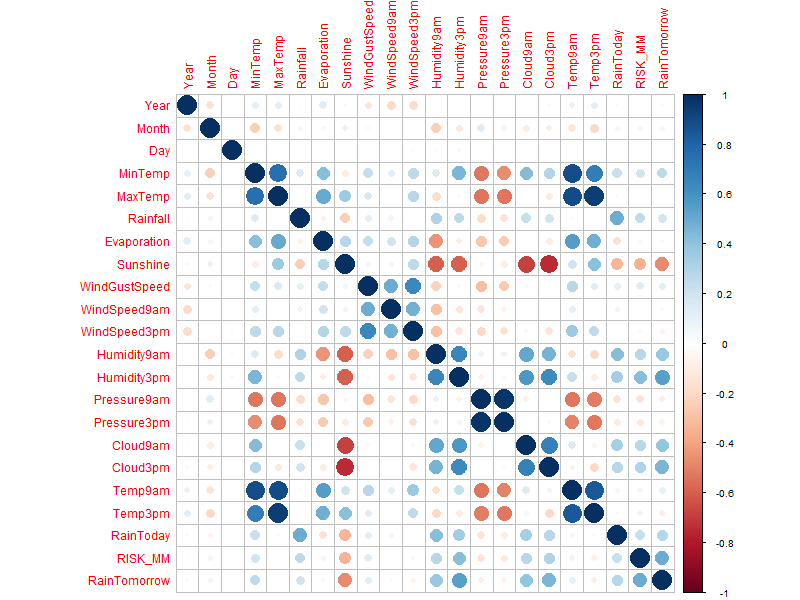 Year
Month
Day
MinTemp
MaxTemp
Rainfall
Evaporation
Sunshine
WindGustSpeed
WindSpeed9am
WindSpeed3pm
Humidity9am
Humidity3pm
Pressure9am
Pressure3pm
Cloud9am
Cloud3pm
Temp9am
Temp3pm
RainToday
RISK_MM
RainTomorrow
Year
Month
Day
MinTemp
MaxTemp
Rainfall
Evaporation
Sunshine
WindGustSpeed
WindSpeed9am
WindSpeed3pm
Humidity9am
Humidity3pm
Pressure9am
Pressure3pm
Cloud9am
Cloud3pm
Temp9am
Temp3pm
RainToday
RISK_MM
RainTomorrow
1
0.8
0.6
0.4
0.2
0
-0.2
-0.4
-0.6
-0.8
-1